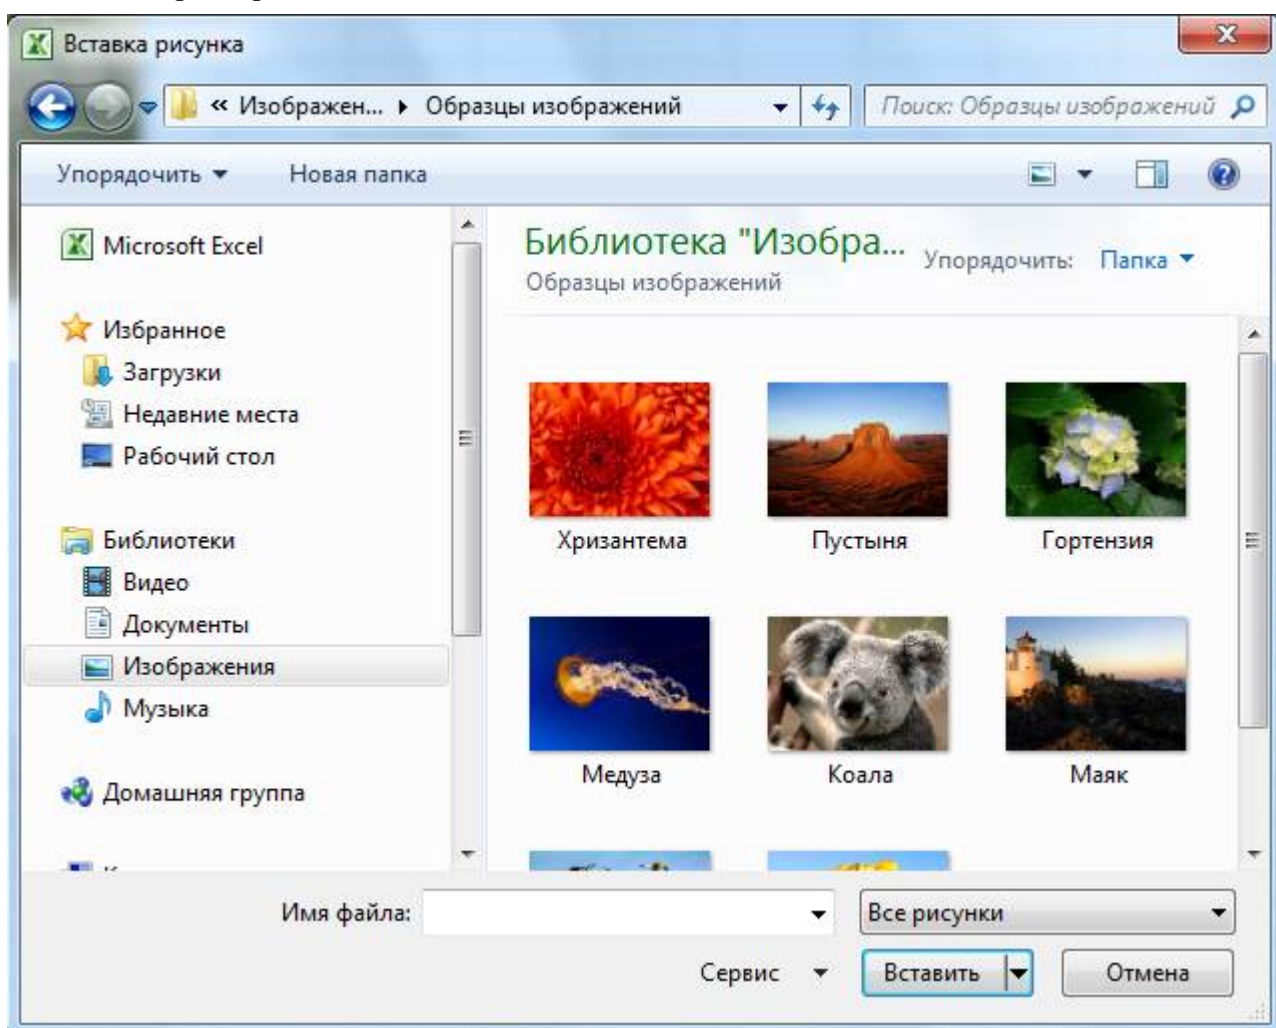 Вставка рисунка
« Изображен... Образцы изображений
Поиск: Образцы изображений
Упорядочить
Новая папка
Microsoft Excel
Избранное
Загрузки
Недавние места
Рабочий стол
Библиотеки
Видео
Документы
Изображения
Музыка
Домашняя группа
Библиотека "Изобра...
Образцы изображений
Упорядочить: Папка
Хризантема
Пустыня
Гортензия
Медуза
Коала
Маяк
Имя файла:
Все рисунки
Сервис
Вставить
Отмена